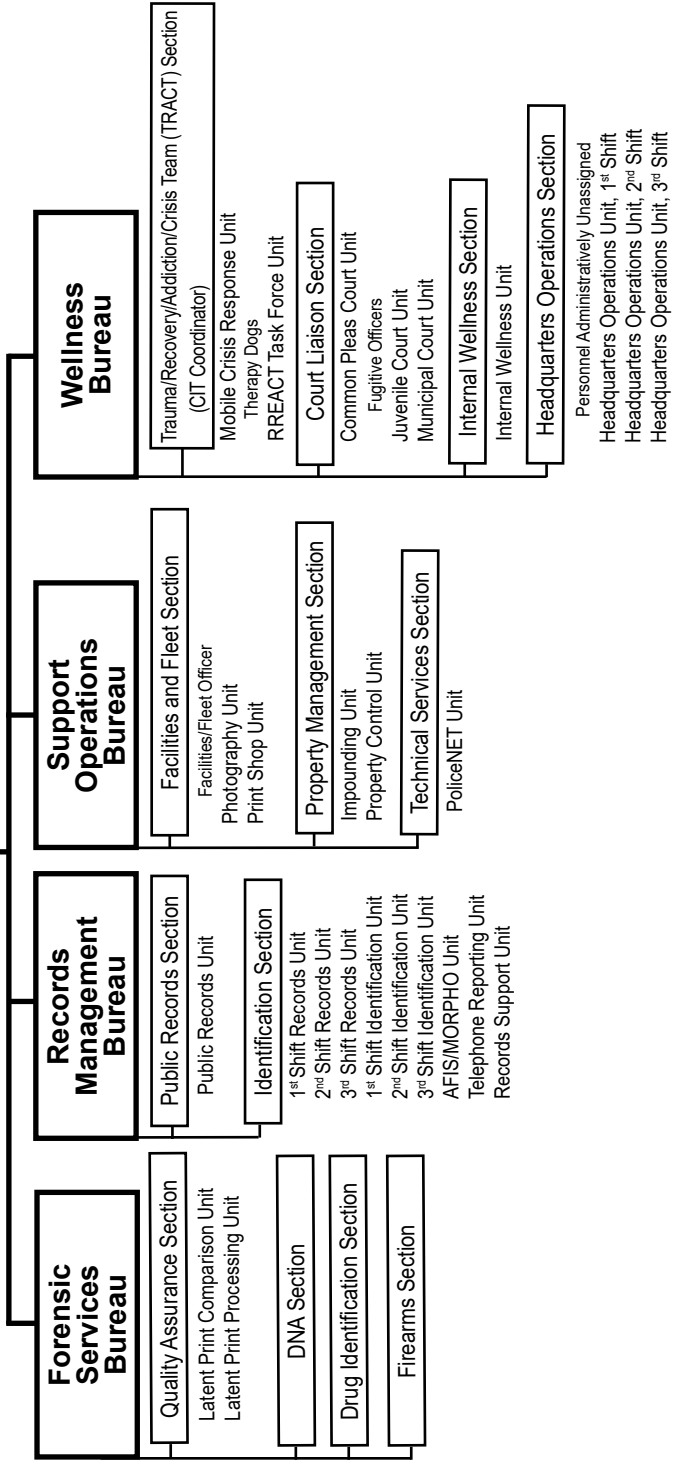 Forensic
Services
Bureau
Quality Assurance Section
Latent Print Comparison Unit
Latent Print Processing Unit
DNA Section
Drug Identification Section
Firearms Section
Records
Management
Bureau
Public Records Section
Public Records Unit
Identification Section
1st Shift Records Unit
2nd Shift Records Unit
3rd Shift Records Unit
1st Shift Identification Unit
2nd Shift Identification Unit
3rd Shift Identification Unit
AFIS/MORPHO Unit
Telephone Reporting Unit
Records Support Unit
Support
Operations
Bureau
Facilities and Fleet Section
Facilities/Fleet Officer
Photography Unit
Print Shop Unit
Property Management Section
Impounding Unit
Property Control Unit
Technical Services Section
PoliceNET Unit
Wellness
Bureau
Trauma/Recovery/Addiction/Crisis Team (TRACT) Section
(CIT Coordinator)
Mobile Crisis Response Unit
Therapy Dogs
RREACT Task Force Unit
Court Liaison Section
Common Pleas Court Unit
Fugitive Officers
Juvenile Court Unit
Municipal Court Unit
Internal Wellness Section
Internal Wellness Unit
Headquarters Operations Section
Personnel Administratively Unassigned
Headquarters Operations Unit, 1st Shift
Headquarters Operations Unit, 2nd Shift
Headquarters Operations Unit, 3rd Shift